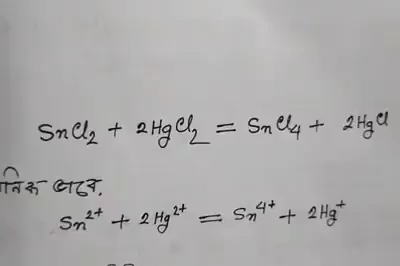 SnCl₂ + 2HgCl₂ = SnCl₄ + 2HgCl
Sn²⁺ + 2Hg²⁺ = Sn⁴⁺ + 2Hg⁺